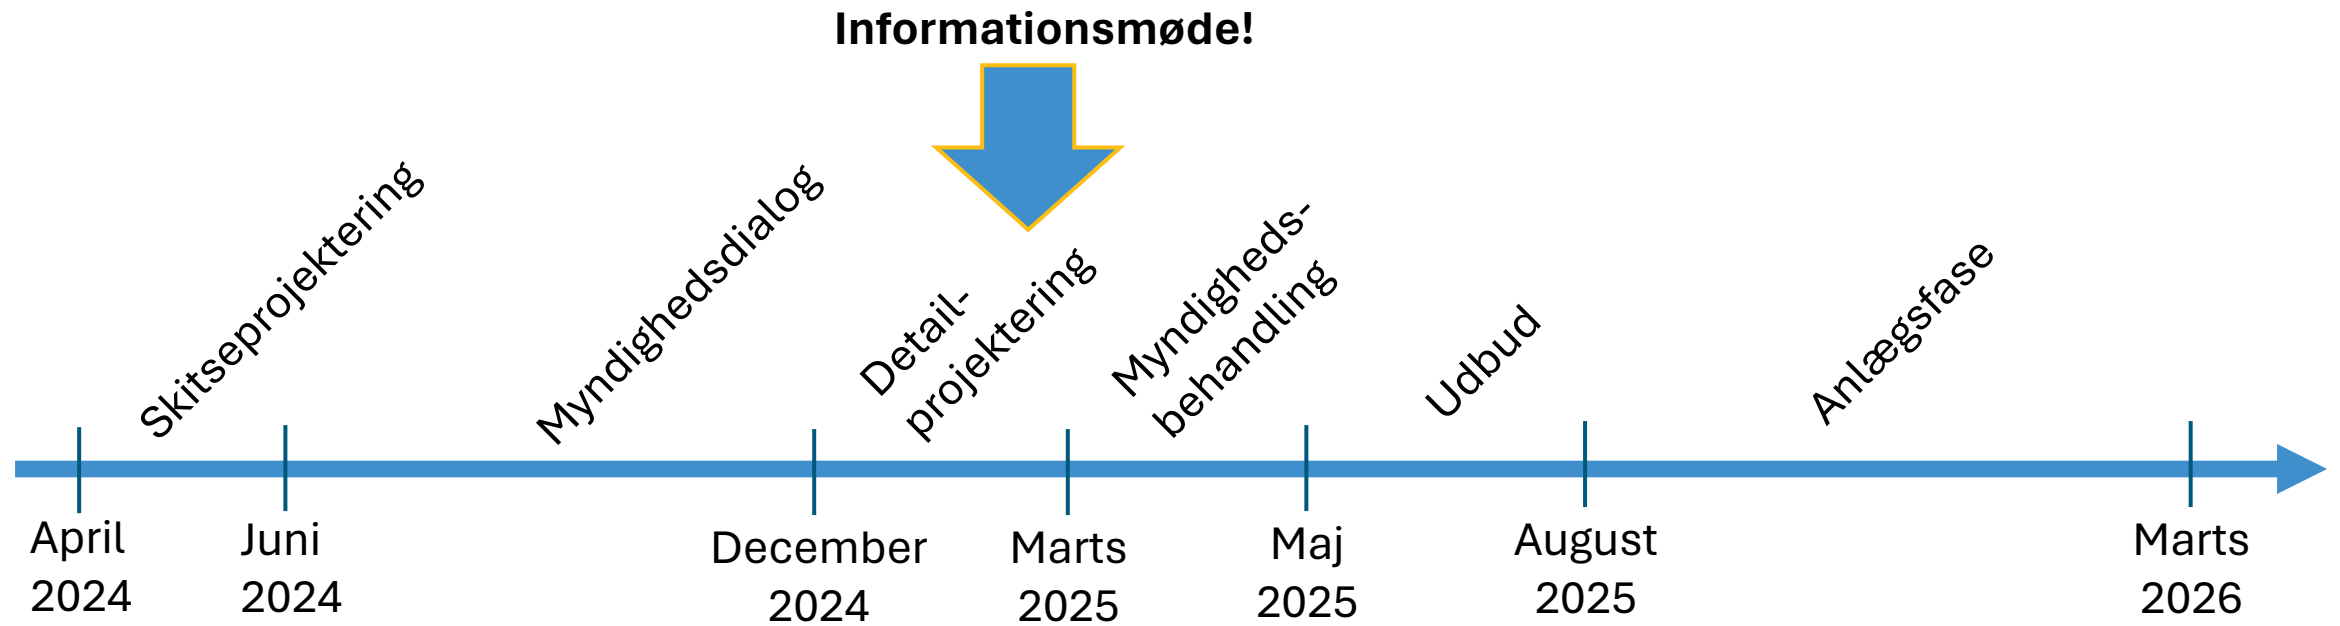 Informationsmøde!
Skitseprojektering
Myndighedsdialog
Detail-
projektering
Myndigheds-
behandling
Udbud
Anlægsfase
April
2024
Juni
2024
December
2024
Marts
2025
Maj
2025
August
2025
Marts
2026